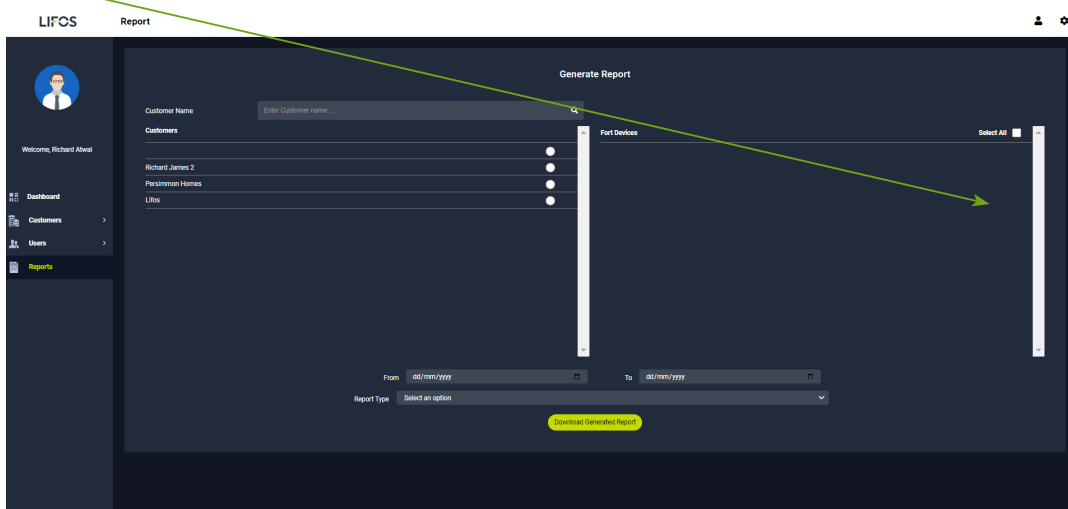 LIFOS
Report
Welcome, Richard Atwal
Dashboard
Customers
Users
Reports
Generate Report
Customer Name
Enter Customer name ...
Customers
Richard James 2
Persimmon Homes
Lifos
Fort Devices
Select All
From
dd/mm/yyyy
To
dd/mm/yyyy
Report Type
Select an option
Download Generated Report